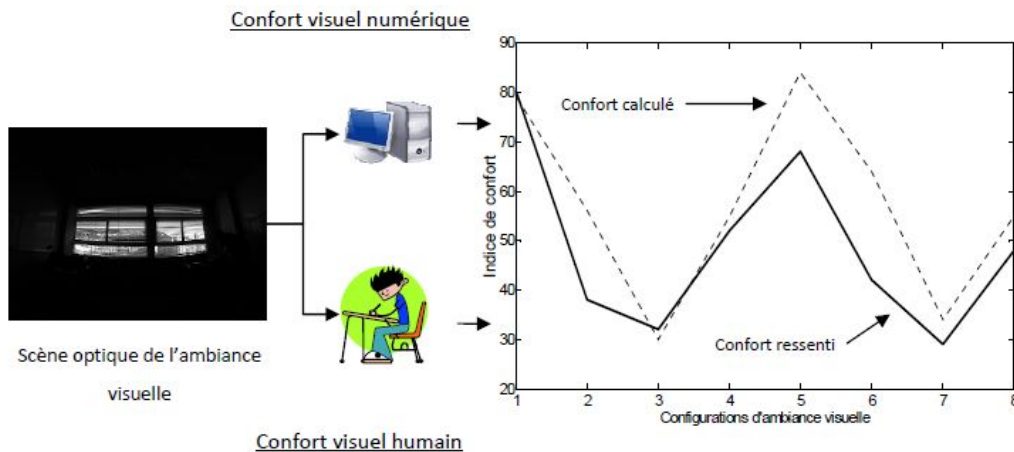 Confort visuel numérique
Scène optique de l'ambiance
visuelle
Confort visuel humain
90
80
70
60
50
40
30
20
Indice de confort
Confort calculé
Confort ressenti
1 2 3 4 5 6 7 8
Configurations d'ambiance visuelle